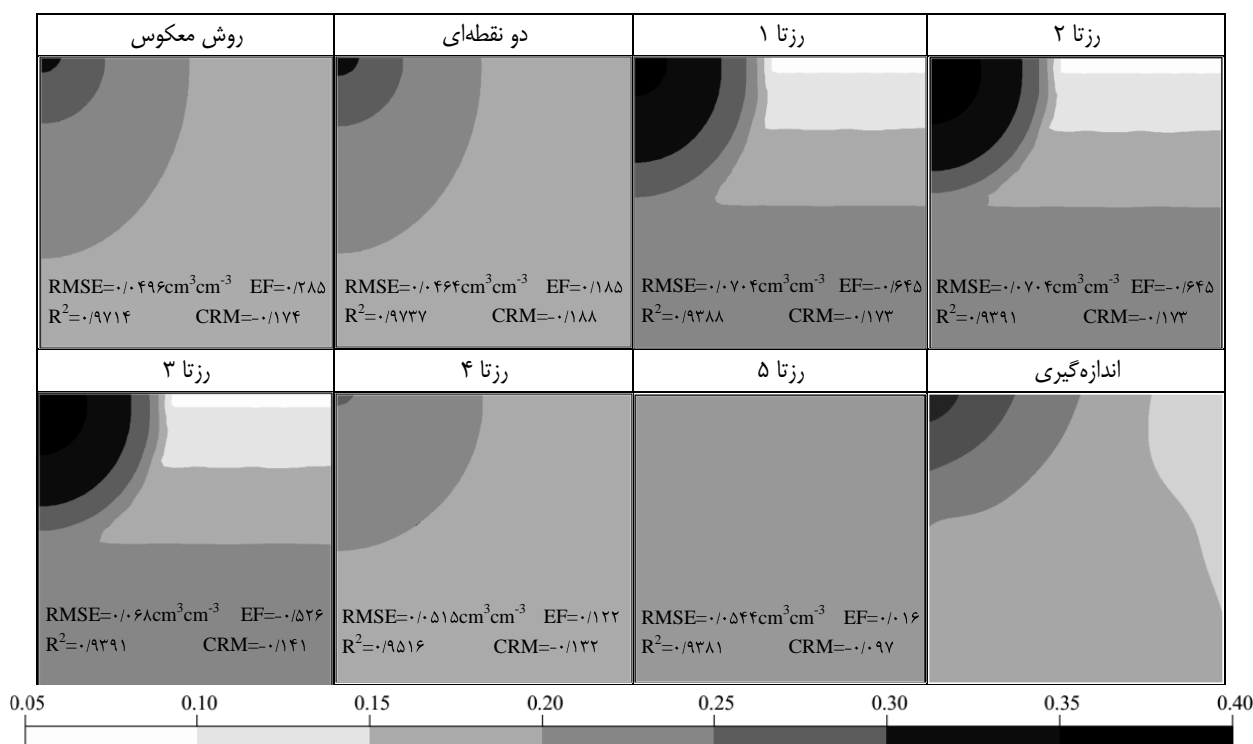 روش معکوس
دو نقطه‌ای
رزتا ۱
رزتا ۲
RMSE=۰/۰۴۹۶cm³cm⁻³ EF=۰/۲۸۵
R²=۰/۹۷۱۴ CRM=-۰/۱۷۴
RMSE=۰/۰۴۶۴cm³cm⁻³ EF=۰/۱۸۵
R²=۰/۹۷۳۷ CRM=-۰/۱۸۸
RMSE=۰/۰۷۰۴cm³cm⁻³ EF=-۰/۶۴۵
R²=۰/۹۳۸۸ CRM=-۰/۱۷۳
RMSE=۰/۰۷۰۴cm³cm⁻³ EF=-۰/۶۴۵
R²=۰/۹۳۹۱ CRM=-۰/۱۷۳
رزتا ۳
رزتا ۴
رزتا ۵
اندازه‌گیری
RMSE=۰/۰۶۸cm³cm⁻³ EF=-۰/۵۲۶
R²=۰/۹۳۹۱ CRM=-۰/۱۴۱
RMSE=۰/۰۵۱۵cm³cm⁻³ EF=۰/۱۲۲
R²=۰/۹۵۱۶ CRM=-۰/۱۳۲
RMSE=۰/۰۵۴۴cm³cm⁻³ EF=۰/۰۱۶
R²=۰/۹۳۸۱ CRM=-۰/۰۹۷
0.05 0.10 0.15 0.20 0.25 0.30 0.35 0.40